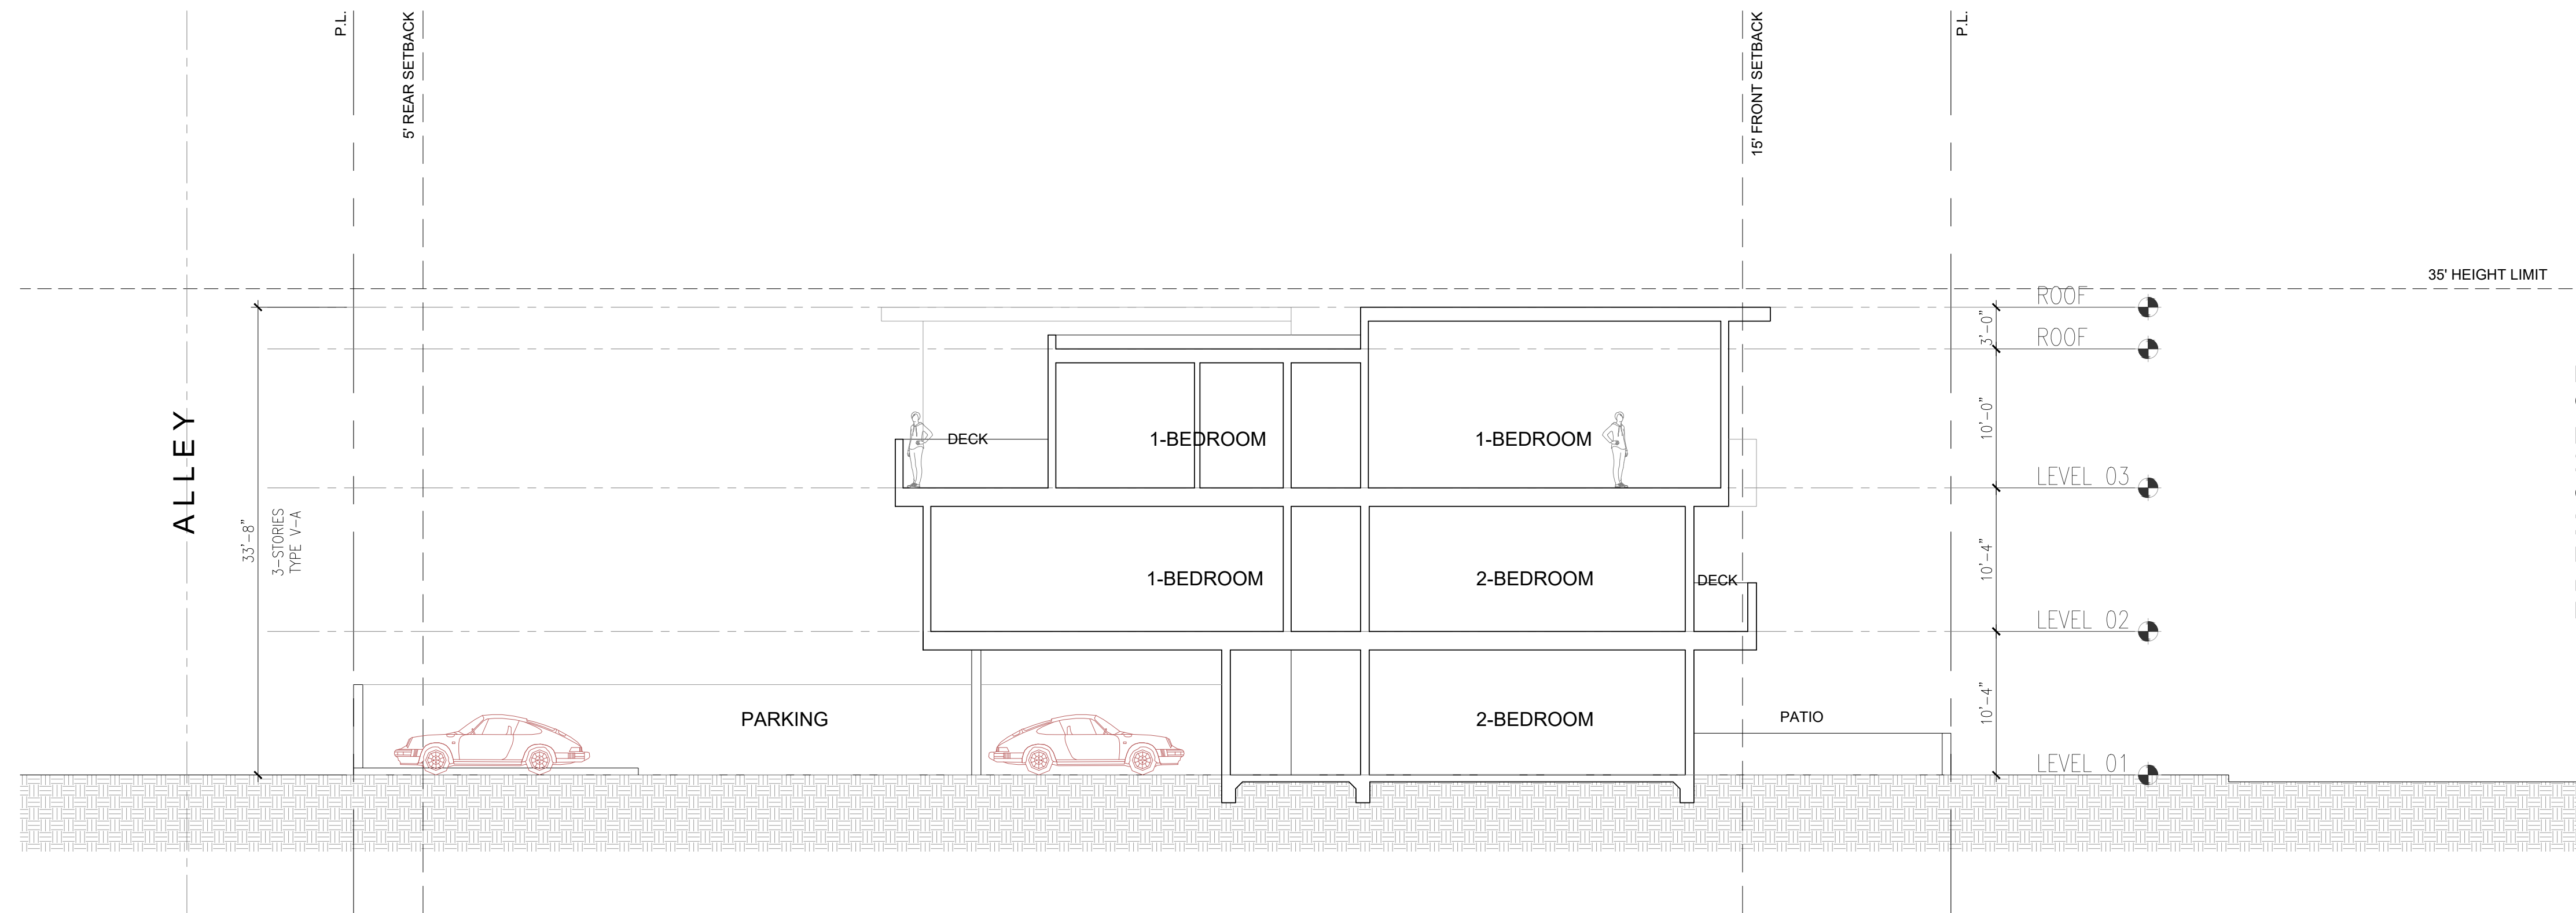 P.L.
5' REAR SETBACK
15' FRONT SETBACK
P.L.
35' HEIGHT LIMIT
ROOF
3'-0"
ROOF
10'-0"
ALLEY
DECK
1-BEDROOM
1-BEDROOM
LEVEL 03
33'-8"
3-STORIES
TYPE V-A
1-BEDROOM
2-BEDROOM
DECK
10'-4"
LEVEL 02
PARKING
2-BEDROOM
PATIO
10'-4"
LEVEL 01